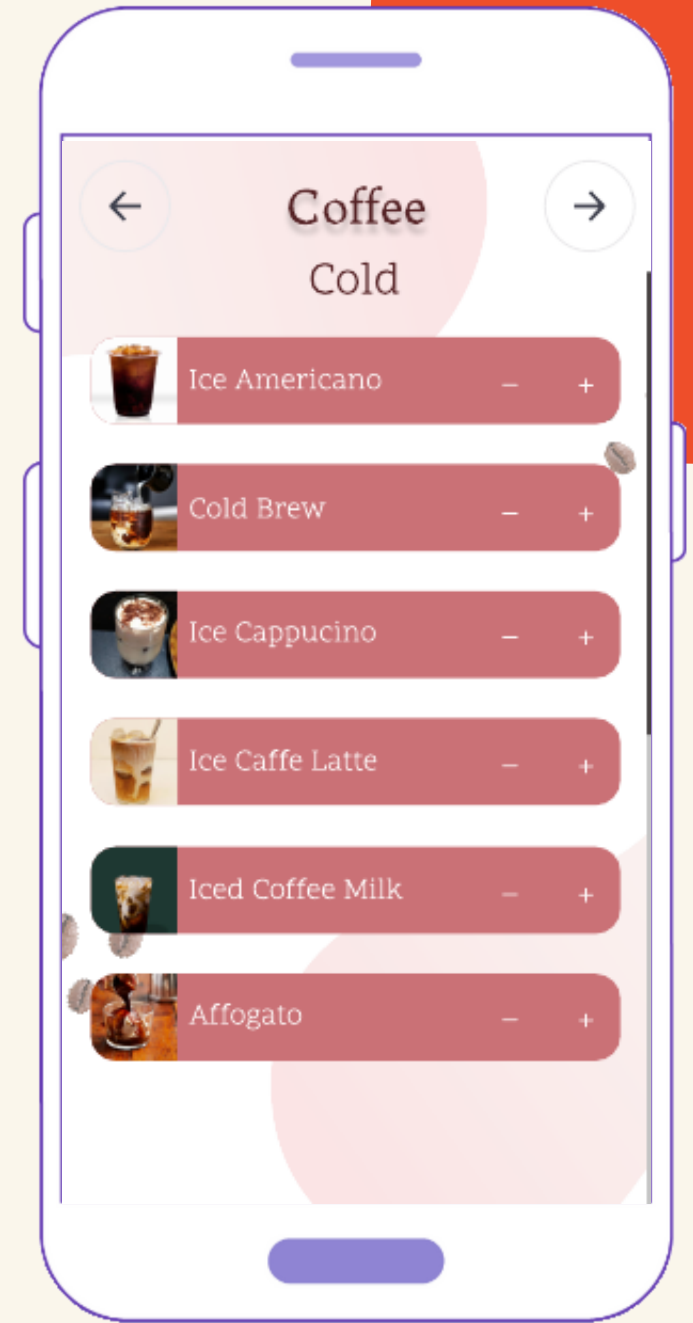 Coffee
Cold
Ice Americano − +
Cold Brew − +
Ice Cappucino − +
Ice Caffe Latte − +
Iced Coffee Milk − +
Affogato − +